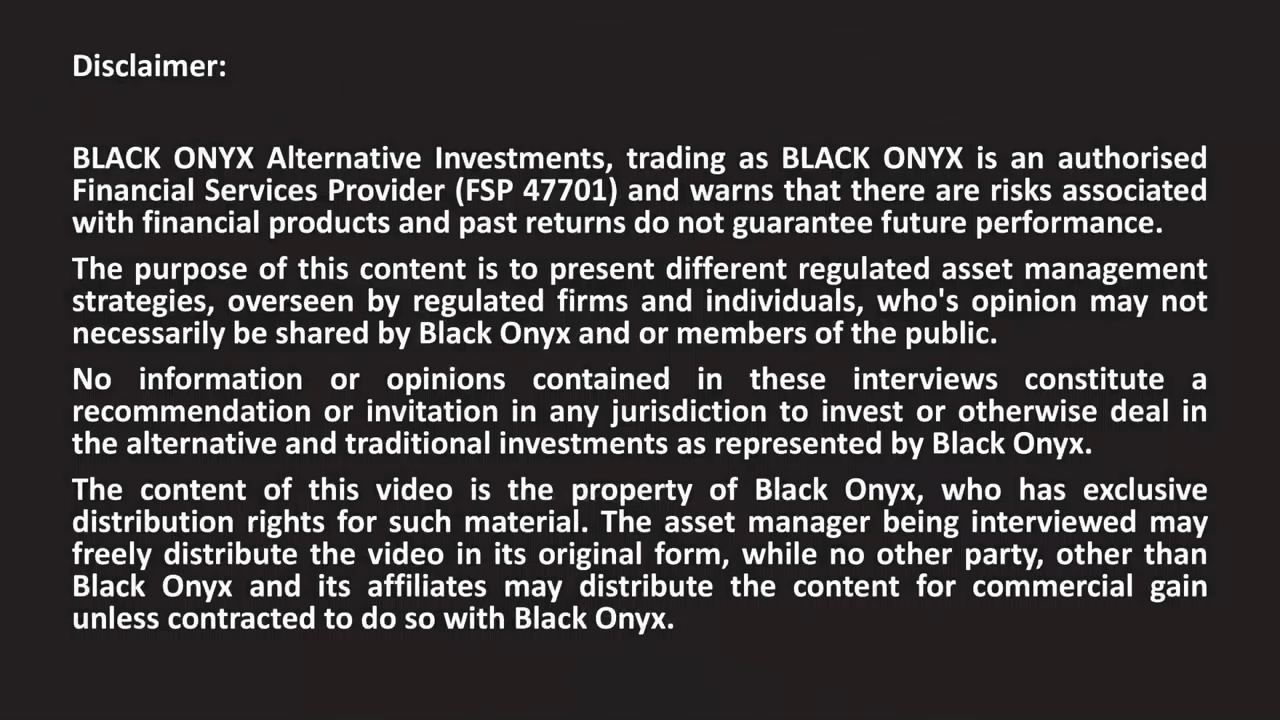 Disclaimer:
BLACK ONYX Alternative Investments, trading as BLACK ONYX is an authorised
Financial Services Provider (FSP 47701) and warns that there are risks associated
with financial products and past returns do not guarantee future performance.
The purpose of this content is to present different regulated asset management
strategies, overseen by regulated firms and individuals, who's opinion may not
necessarily be shared by Black Onyx and or members of the public.
No information or opinions contained in these interviews constitute a
recommendation or invitation in any jurisdiction to invest or otherwise deal in
the alternative and traditional investments as represented by Black Onyx.
The content of this video is the property of Black Onyx, who has exclusive
distribution rights for such material. The asset manager being interviewed may
freely distribute the video in its original form, while no other party, other than
Black Onyx and its affiliates may distribute the content for commercial gain
unless contracted to do so with Black Onyx.